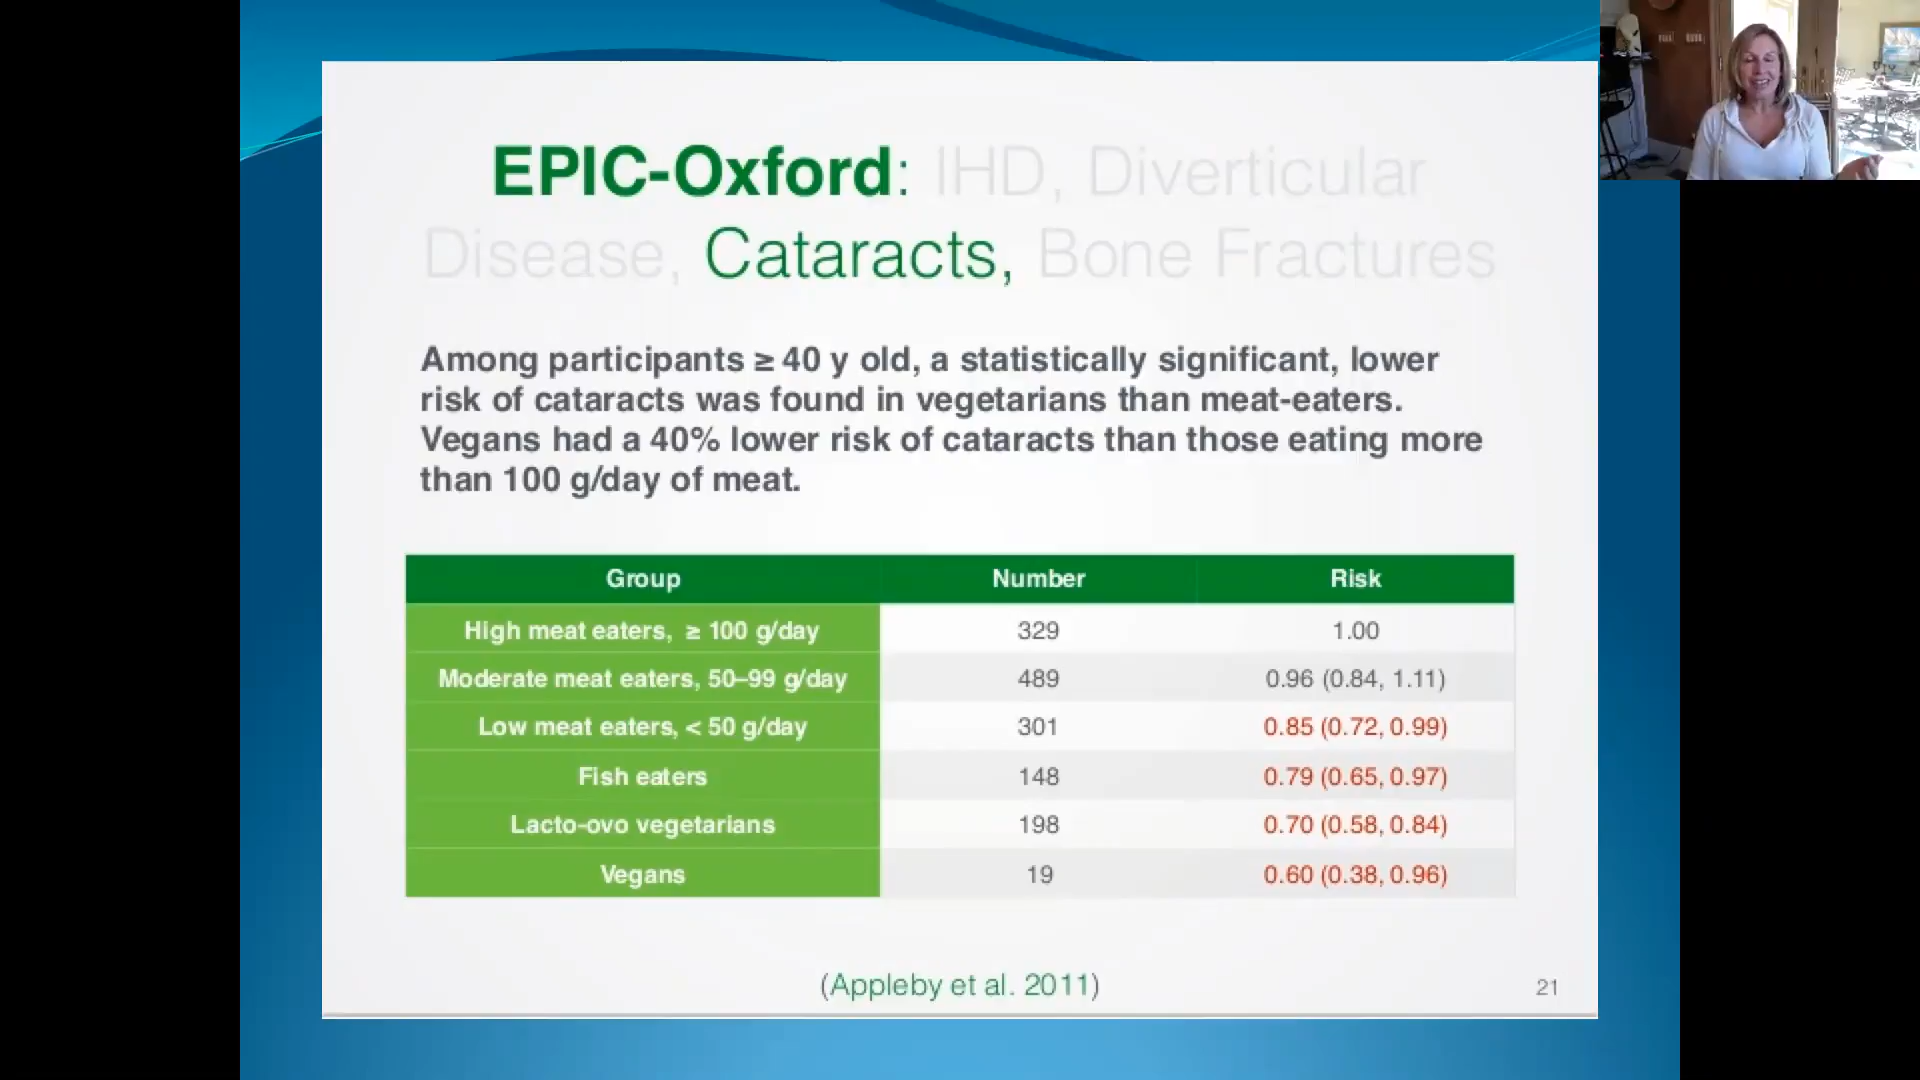 EPIC-Oxford: IHD, Diverticular
Disease, Cataracts, Bone Fractures
Among participants ≥ 40 y old, a statistically significant, lower
risk of cataracts was found in vegetarians than meat-eaters.
Vegans had a 40% lower risk of cataracts than those eating more
than 100 g/day of meat.
Group Number Risk
High meat eaters, ≥ 100 g/day 329 1.00
Moderate meat eaters, 50–99 g/day 489 0.96 (0.84, 1.11)
Low meat eaters, < 50 g/day 301 0.85 (0.72, 0.99)
Fish eaters 148 0.79 (0.65, 0.97)
Lacto-ovo vegetarians 198 0.70 (0.58, 0.84)
Vegans 19 0.60 (0.38, 0.96)
(Appleby et al. 2011)
21